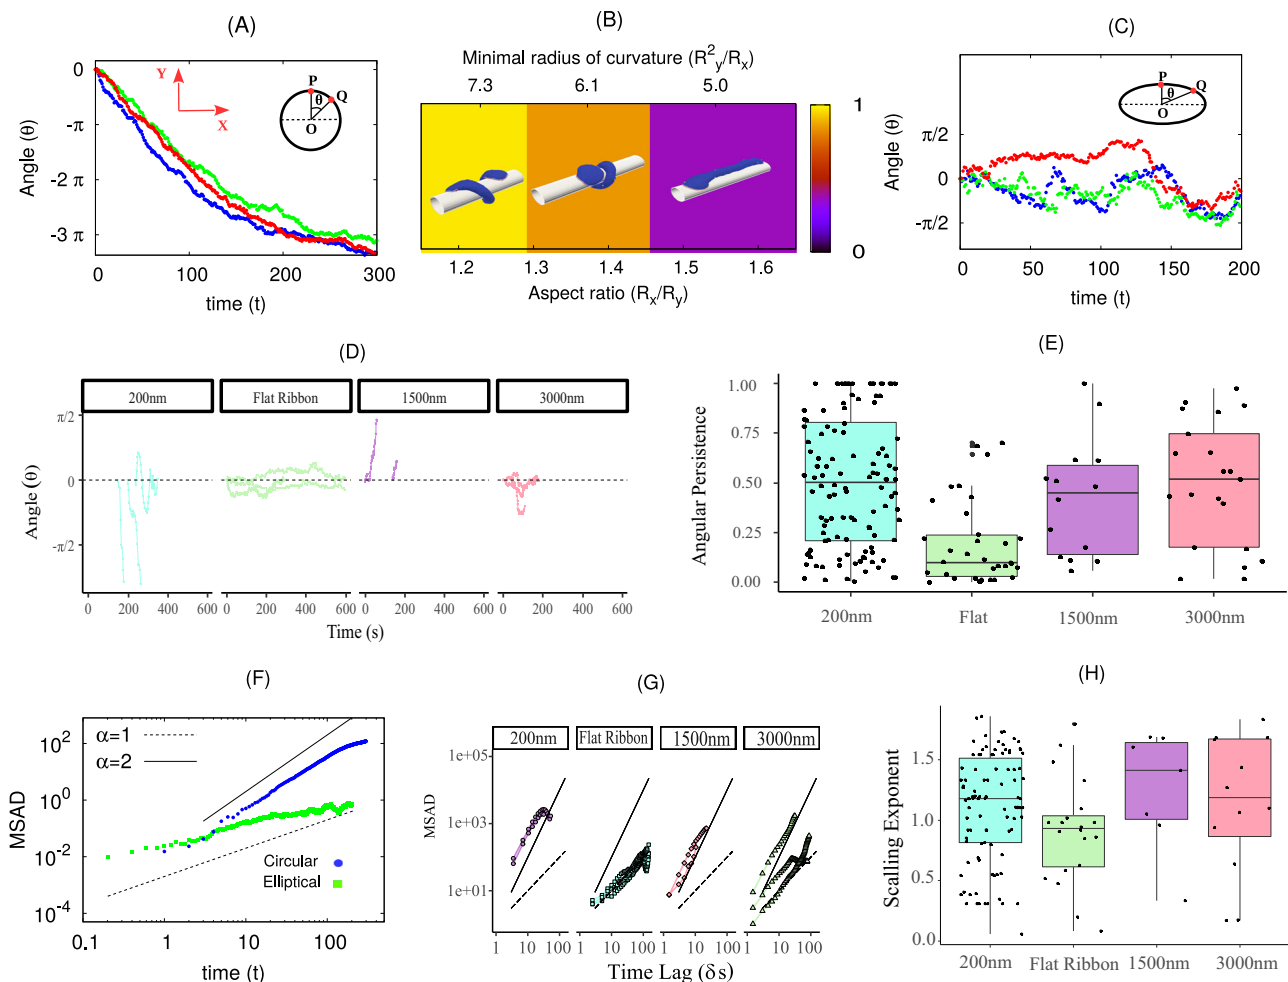 (A)
0
-π
-2 π
-3 π
Angle (θ)
0
100
200
300
time (t)
Y
X
P
Q
θ
O
(B)
Minimal radius of curvature (R²y/Rx)
7.3
6.1
5.0
1.2
1.3
1.4
1.5
1.6
Aspect ratio (Rx/Ry)
1
0
(C)
π/2
0
-π/2
Angle (θ)
0
50
100
150
200
time (t)
P
Q
θ
O
(D)
200nm
Flat Ribbon
1500nm
3000nm
π/2
0
-π/2
Angle (θ)
0 200 400 600
0 200 400 600
0 200 400 600
0 200 400 600
Time (s)
(E)
1.00
0.75
0.50
0.25
0.00
Angular Persistence
200nm
Flat
1500nm
3000nm
(F)
10²
10⁰
10⁻²
10⁻⁴
MSAD
α=1
α=2
Circular
Elliptical
0.1
1
10
100
time (t)
(G)
200nm
Flat Ribbon
1500nm
3000nm
1e+05
1e+03
1e+01
MSAD
1 10 100
1 10 100
1 10 100
1 10 100
Time Lag (δs)
(H)
1.5
1.0
0.5
0.0
Scalling Exponent
200nm
Flat Ribbon
1500nm
3000nm